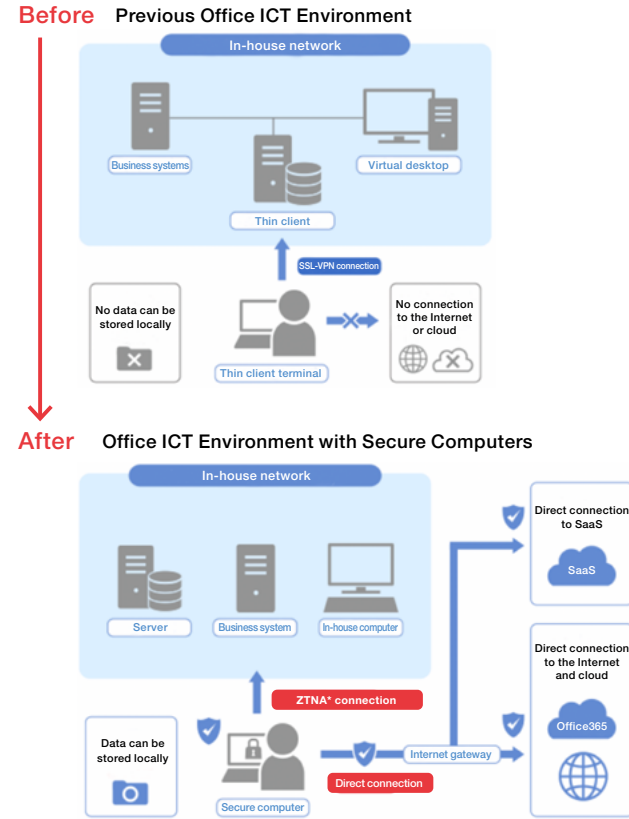 Before
Previous Office ICT Environment
In-house network
Business systems
Virtual desktop
Thin client
SSL-VPN connection
No data can be
stored locally
No connection
to the Internet
or cloud
Thin client terminal
After
Office ICT Environment with Secure Computers
In-house network
Direct connection
to SaaS
SaaS
Server
Business system
In-house computer
Direct connection
to the Internet
and cloud
ZTNA* connection
Office365
Data can be
stored locally
Internet gateway
Direct connection
Secure computer